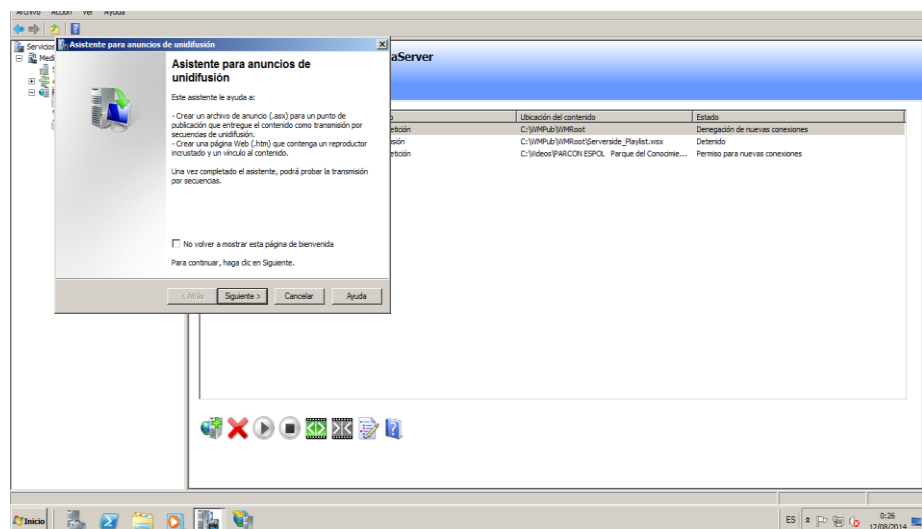 Archivo Acción Ver Ayuda
Servicios
Asistente para anuncios de unidifusión
Medi
aServer
Asistente para anuncios de
unidifusión
Este asistente le ayuda a:
- Crear un archivo de anuncio (.asx) para un punto de
publicación que entregue el contenido como transmisión por
secuencias de unidifusión.
- Crear una página Web (.htm) que contenga un reproductor
incrustado y un vínculo al contenido.
Una vez completado el asistente, podrá probar la transmisión
por secuencias.
No volver a mostrar esta página de bienvenida
Para continuar, haga clic en Siguiente.
< Atrás Siguiente > Cancelar Ayuda
Ubicación del contenido Estado
etición C:\WMPub\WMRoot Denegación de nuevas conexiones
usión C:\WMPub\WMRoot\Serverside_Playlist.wsx Detenido
etición C:\Videos\PARCON ESPOL Parque del Conocimie... Permiso para nuevas conexiones
Inicio
ES
0:26
12/08/2014